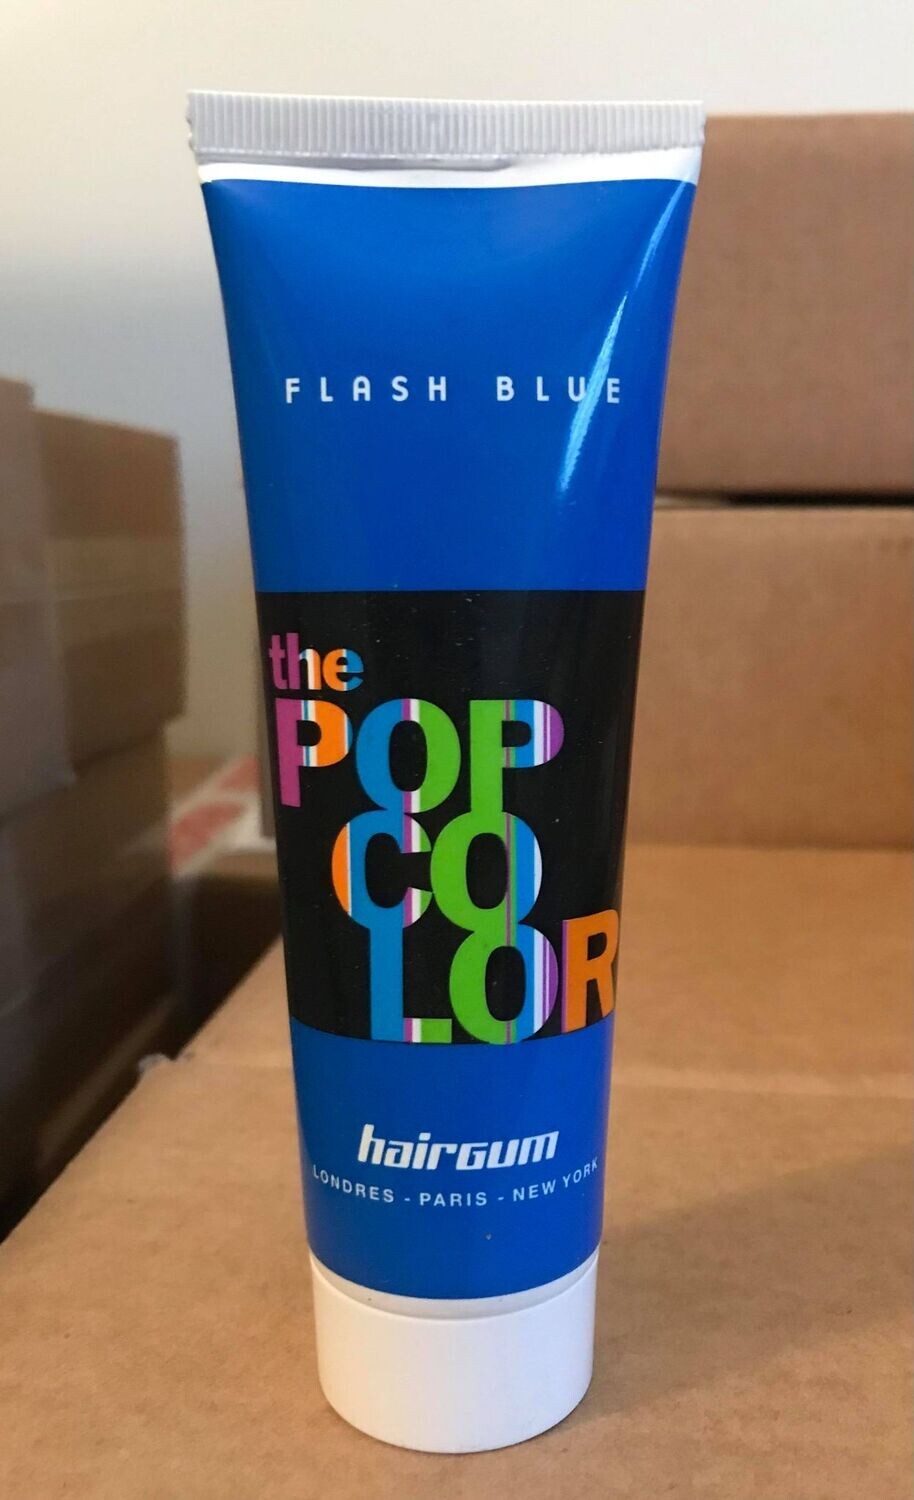 FLASH BLUE
the
POP
CO
LOR
hairgum
LONDRES - PARIS - NEW YORK